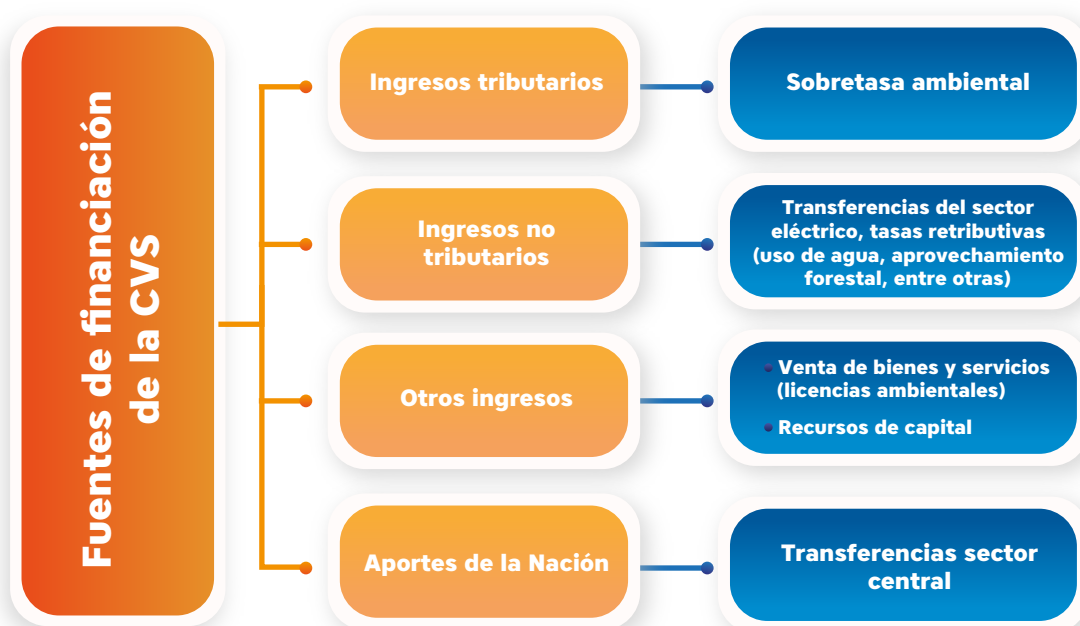 Fuentes de financiación
de la CVS
Ingresos tributarios
Sobretasa ambiental
Ingresos no
tributarios
Transferencias del sector
eléctrico, tasas retributivas
(uso de agua, aprovechamiento
forestal, entre otras)
Otros ingresos
• Venta de bienes y servicios
(licencias ambientales)
• Recursos de capital
Aportes de la Nación
Transferencias sector
central